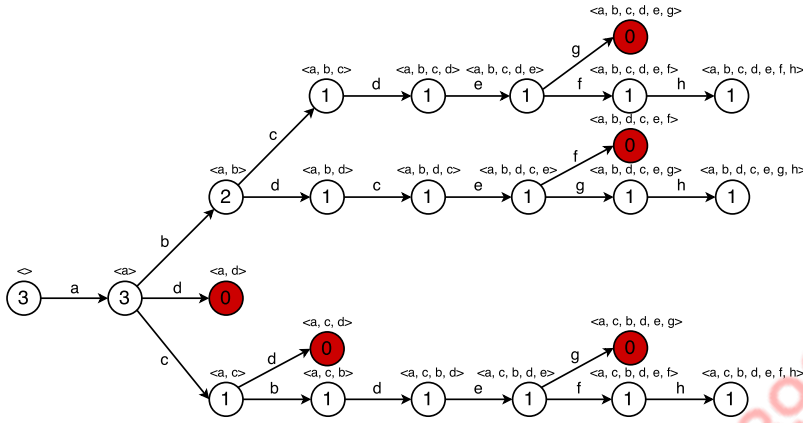 <a, b, c, d, e, g>
0
g
<a, b, c> <a, b, c, d> <a, b, c, d, e> <a, b, c, d, e, f> <a, b, c, d, e, f, h>
1 d 1 e 1 f 1 h 1
c
<a, b, d, c, e, f>
0
f
<a, b> <a, b, d> <a, b, d, c> <a, b, d, c, e> <a, b, d, c, e, g> <a, b, d, c, e, g, h>
2 d 1 c 1 e 1 g 1 h 1
b
<> <a> <a, d>
3 a 3 d 0
c
<a, c, d> <a, c, b, d, e, g>
0 0
d g
<a, c> <a, c, b> <a, c, b, d> <a, c, b, d, e> <a, c, b, d, e, f> <a, c, b, d, e, f, h>
1 b 1 d 1 e 1 f 1 h 1